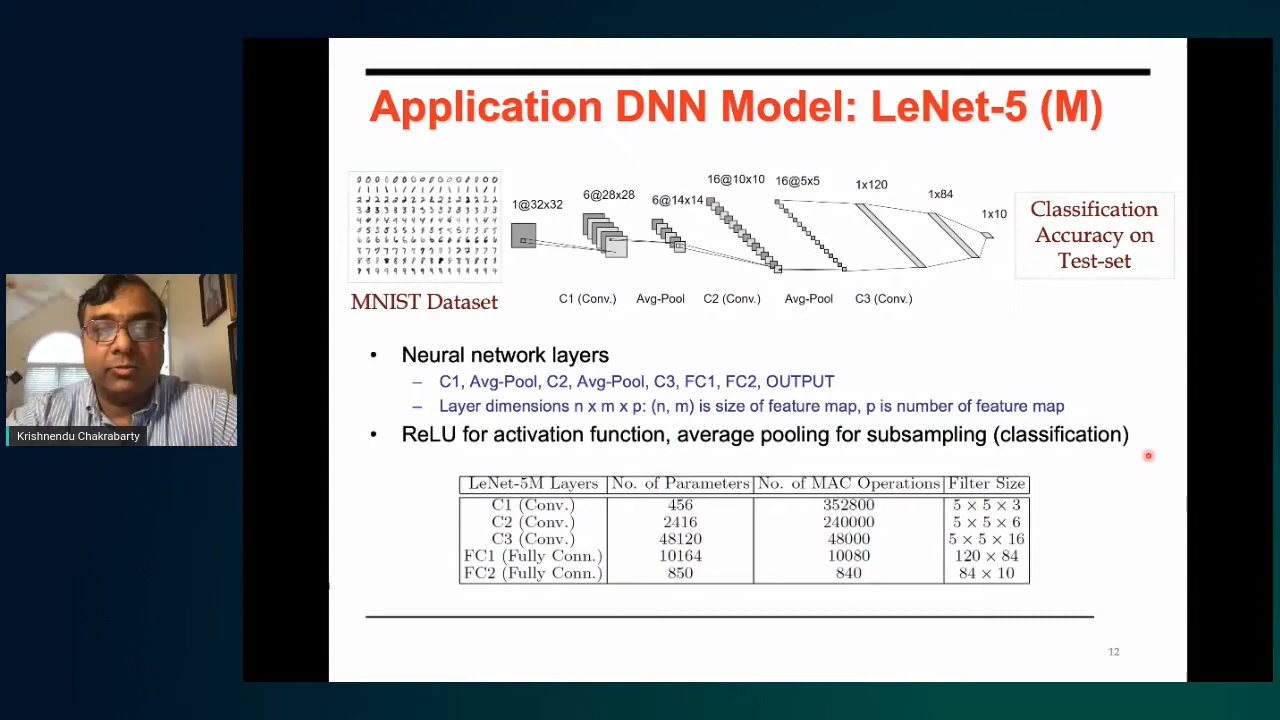 Application DNN Model: LeNet-5 (M)
1@32x32
6@28x28
6@14x14
16@10x10
16@5x5
1x120
1x84
1x10
Classification
Accuracy on
Test-set
MNIST Dataset
C1 (Conv.)
Avg-Pool
C2 (Conv.)
Avg-Pool
C3 (Conv.)
• Neural network layers
– C1, Avg-Pool, C2, Avg-Pool, C3, FC1, FC2, OUTPUT
– Layer dimensions n x m x p: (n, m) is size of feature map, p is number of feature map
• ReLU for activation function, average pooling for subsampling (classification)
LeNet-5M Layers No. of Parameters No. of MAC Operations Filter Size
C1 (Conv.) 456 352800 5 × 5 × 3
C2 (Conv.) 2416 240000 5 × 5 × 6
C3 (Conv.) 48120 48000 5 × 5 × 16
FC1 (Fully Conn.) 10164 10080 120 × 84
FC2 (Fully Conn.) 850 840 84 × 10
12
Krishnendu Chakrabarty